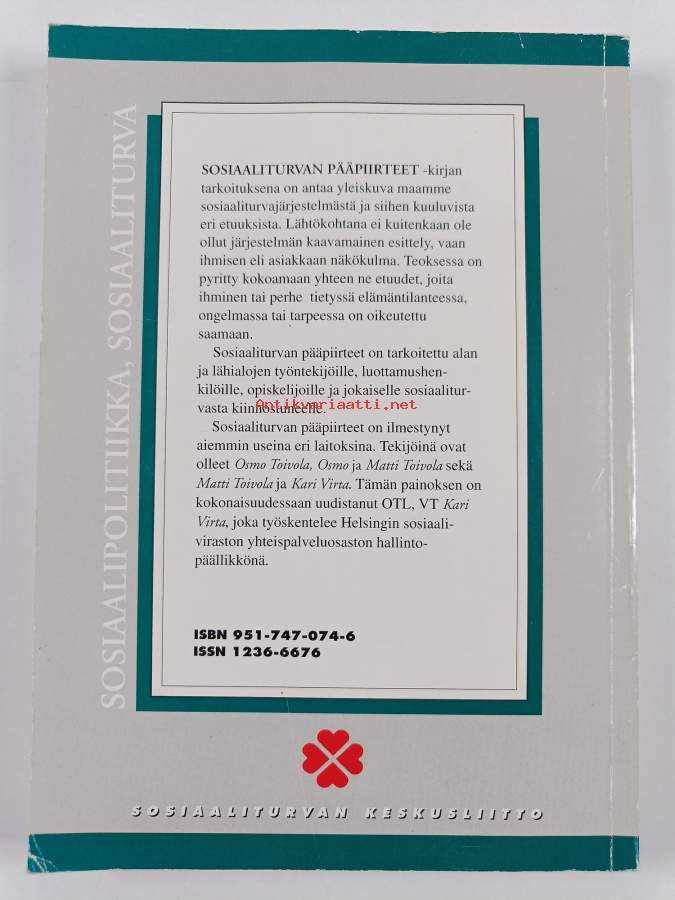 SOSIAALIPOLITIIKKA, SOSIAALITURVA
SOSIAALITURVAN PÄÄPIIRTEET -kirjan
tarkoituksena on antaa yleiskuva maamme
sosiaaliturvajärjestelmästä ja siihen kuuluvista
eri etuuksista. Lähtökohtana ei kuitenkaan ole
ollut järjestelmän kaavamainen esittely, vaan
ihmisen eli asiakkaan näkökulma. Teoksessa on
pyritty kokoamaan yhteen ne etuudet, joita
ihminen tai perhe tietyssä elämäntilanteessa,
ongelmassa tai tarpeessa on oikeutettu
saamaan.
Sosiaaliturvan pääpiirteet on tarkoitettu alan
ja lähialojen työntekijöille, luottamushen-
kilöille, opiskelijoille ja jokaiselle sosiaalitur-
vasta kiinnostuneelle.
Antikvariaatti.net
Sosiaaliturvan pääpiirteet on ilmestynyt
aiemmin useina eri laitoksina. Tekijöinä ovat
olleet Osmo Toivola, Osmo ja Matti Toivola sekä
Matti Toivola ja Kari Virta. Tämän painoksen on
kokonaisuudessaan uudistanut OTL, VT Kari
Virta, joka työskentelee Helsingin sosiaali-
viraston yhteispalveluosaston hallinto-
päällikkönä.
ISBN 951-747-074-6
ISSN 1236-6676
SOSIAALITURVAN KESKUSLIITTO